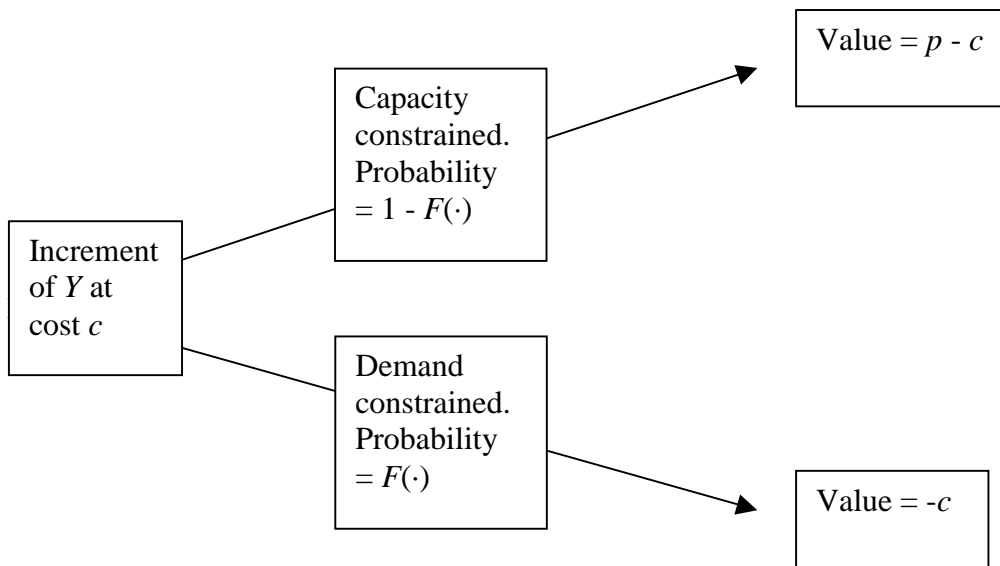 Increment
of Y at
cost c
Capacity
constrained.
Probability
= 1 - F(·)
Value = p - c
Demand
constrained.
Probability
= F(·)
Value = -c